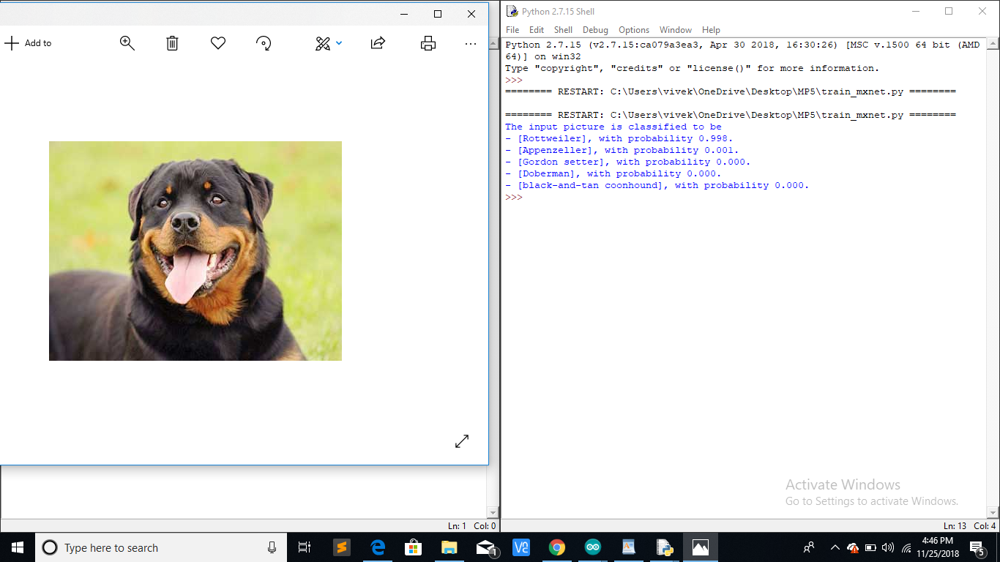 Add to
Python 2.7.15 Shell
File Edit Shell Debug Options Window Help
Python 2.7.15 (v2.7.15:ca079a3ea3, Apr 30 2018, 16:30:26) [MSC v.1500 64 bit (AMD
64)] on win32
Type "copyright", "credits" or "license()" for more information.
>>>
======== RESTART: C:\Users\vivek\OneDrive\Desktop\MP5\train_mxnet.py ========
======== RESTART: C:\Users\vivek\OneDrive\Desktop\MP5\train_mxnet.py ========
The input picture is classified to be
- [Rottweiler], with probability 0.998.
- [Appenzeller], with probability 0.001.
- [Gordon setter], with probability 0.000.
- [Doberman], with probability 0.000.
- [black-and-tan coonhound], with probability 0.000.
>>>
Activate Windows
Go to Settings to activate Windows.
Ln: 1 Col: 0
Ln: 13 Col: 4
Type here to search
1
4:46 PM
11/25/2018
5